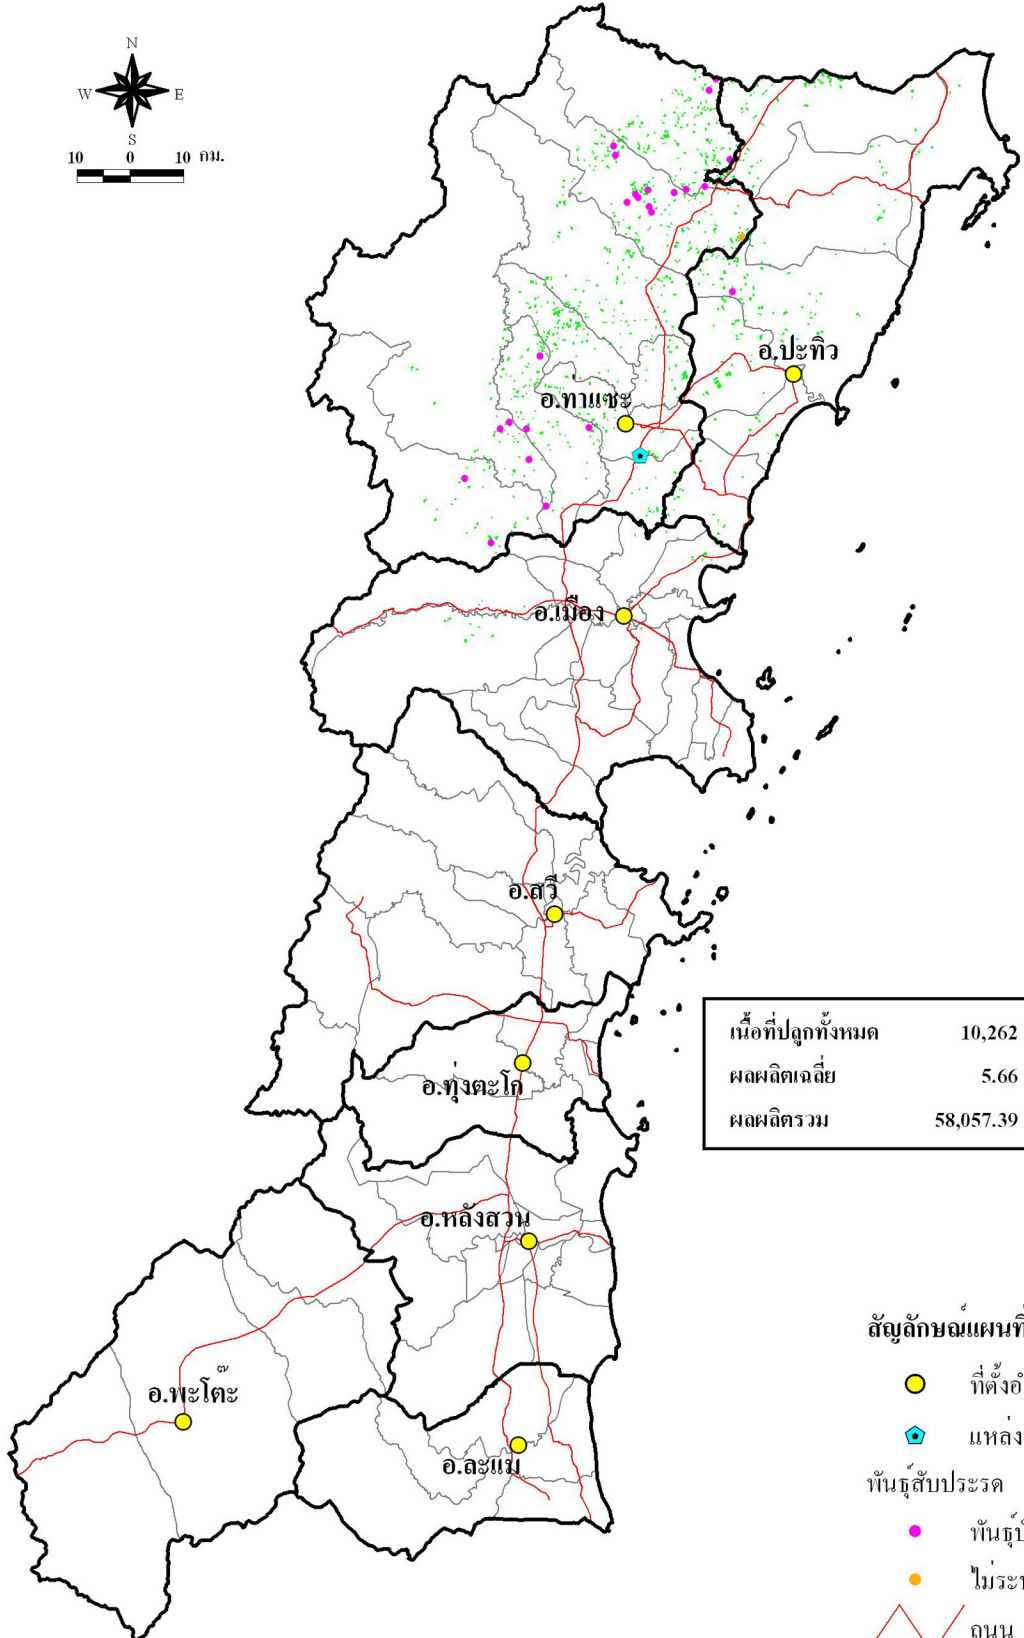 N
W E
S
10 0 10 กม.
อ.ปะทิว
อ.ท่าแซะ
อ.เมือง
อ.สวี
เนื้อที่ปลูกทั้งหมด 10,262
ผลผลิตเฉลี่ย 5.66
ผลผลิตรวม 58,057.39
อ.ทุ่งตะโก
อ.หลังสวน
สัญลักษณ์แผนที่
อ.พะโต๊ะ
ที่ตั้งอำ
แหล่ง
อ.ละแม
พันธุ์สับประรด
พันธุ์ปั
ไม่ระบ
ถนน